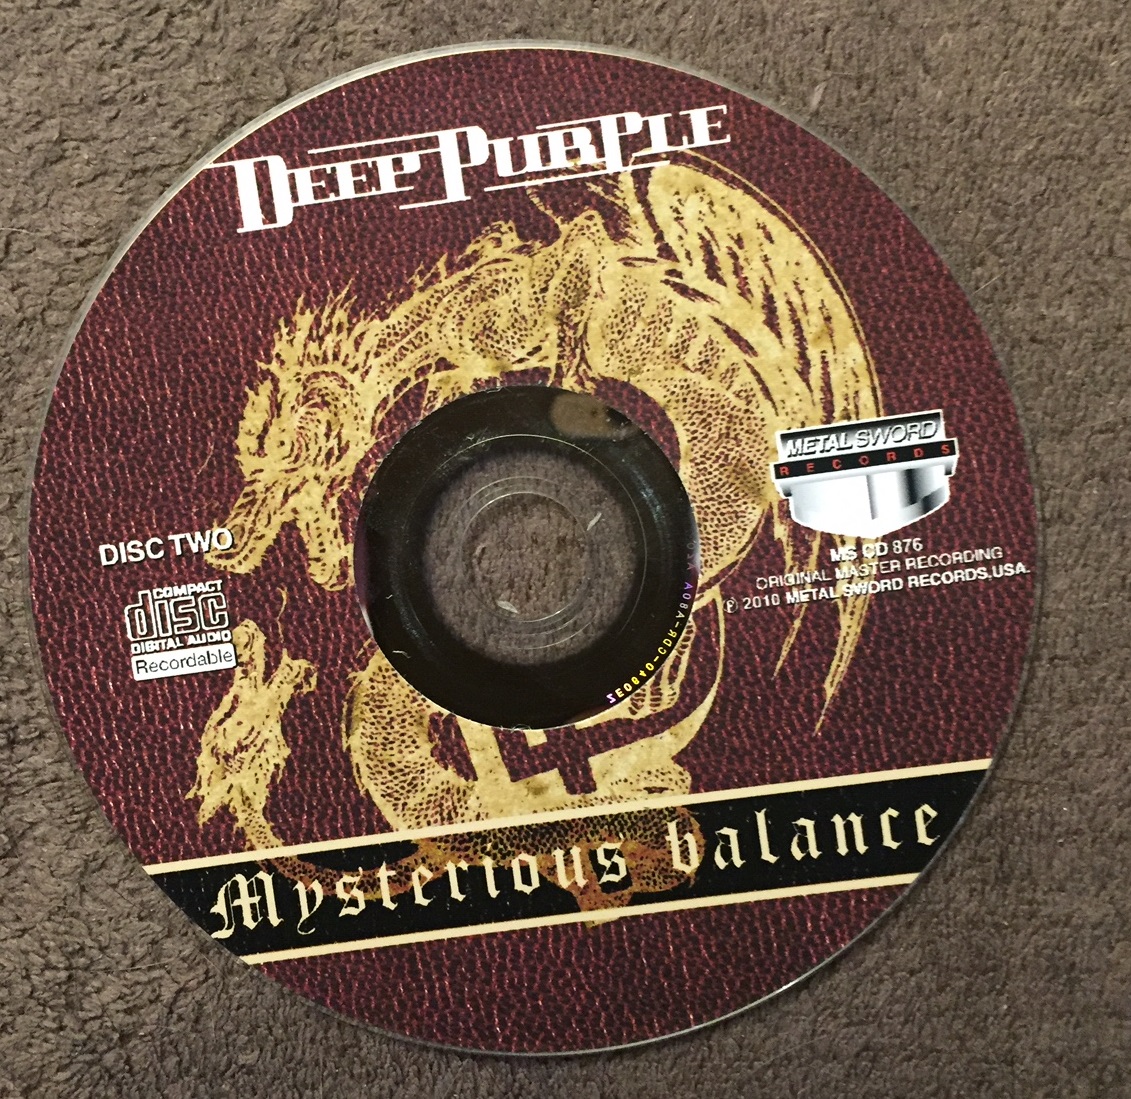 DEEP PURPLE
METAL SWORD
RECORDS
MS CD 876
ORIGINAL MASTER RECORDING
℗ 2010 METAL SWORD RECORDS,USA.
DISC TWO
COMPACT
disc
DIGITAL AUDIO
Recordable
Mysterious balance